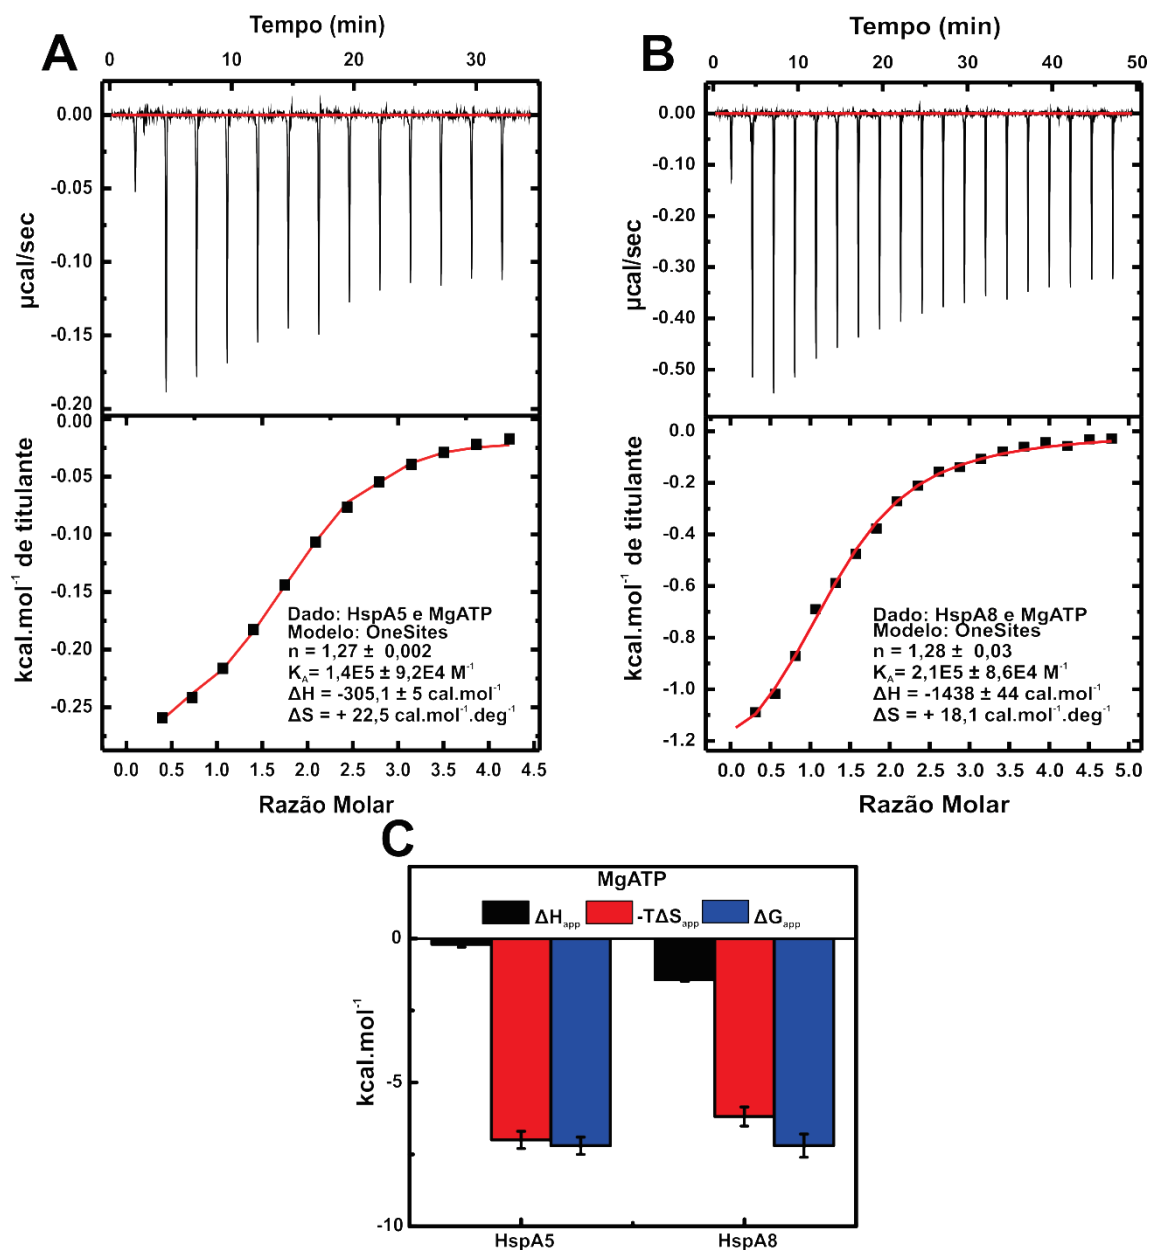 A
Tempo (min)
0 10 20 30
0.00
-0.05
-0.10
-0.15
-0.20
µcal/sec
0.00
-0.05
-0.10
-0.15
-0.20
-0.25
kcal.mol⁻¹ de titulante
Dado: HspA5 e MgATP
Modelo: OneSites
n = 1,27 ± 0,002
K_A = 1,4E5 ± 9,2E4 M⁻¹
ΔH = -305,1 ± 5 cal.mol⁻¹
ΔS = + 22,5 cal.mol⁻¹.deg⁻¹
0.0 0.5 1.0 1.5 2.0 2.5 3.0 3.5 4.0 4.5
Razão Molar
B
Tempo (min)
0 10 20 30 40 50
0.00
-0.10
-0.20
-0.30
-0.40
-0.50
µcal/sec
0.0
-0.2
-0.4
-0.6
-0.8
-1.0
-1.2
kcal.mol⁻¹ de titulante
Dado: HspA8 e MgATP
Modelo: OneSites
n = 1,28 ± 0,03
K_A = 2,1E5 ± 8,6E4 M⁻¹
ΔH = -1438 ± 44 cal.mol⁻¹
ΔS = + 18,1 cal.mol⁻¹.deg⁻¹
0.0 0.5 1.0 1.5 2.0 2.5 3.0 3.5 4.0 4.5 5.0
Razão Molar
C
MgATP
ΔH_app -TΔS_app ΔG_app
0
-5
-10
kcal.mol⁻¹
HspA5 HspA8